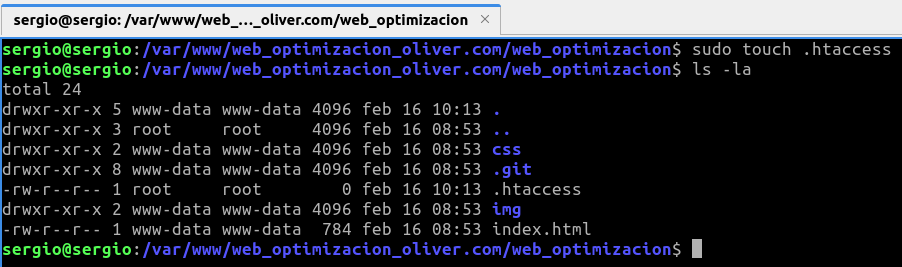 sergio@sergio: /var/www/web_..._oliver.com/web_optimizacion ×
sergio@sergio:/var/www/web_optimizacion_oliver.com/web_optimizacion$ sudo touch .htaccess
sergio@sergio:/var/www/web_optimizacion_oliver.com/web_optimizacion$ ls -la
total 24
drwxr-xr-x 5 www-data www-data 4096 feb 16 10:13 .
drwxr-xr-x 3 root     root     4096 feb 16 08:53 ..
drwxr-xr-x 2 www-data www-data 4096 feb 16 08:53 css
drwxr-xr-x 8 www-data www-data 4096 feb 16 08:53 .git
-rw-r--r-- 1 root     root        0 feb 16 10:13 .htaccess
drwxr-xr-x 2 www-data www-data 4096 feb 16 08:53 img
-rw-r--r-- 1 www-data www-data  784 feb 16 08:53 index.html
sergio@sergio:/var/www/web_optimizacion_oliver.com/web_optimizacion$